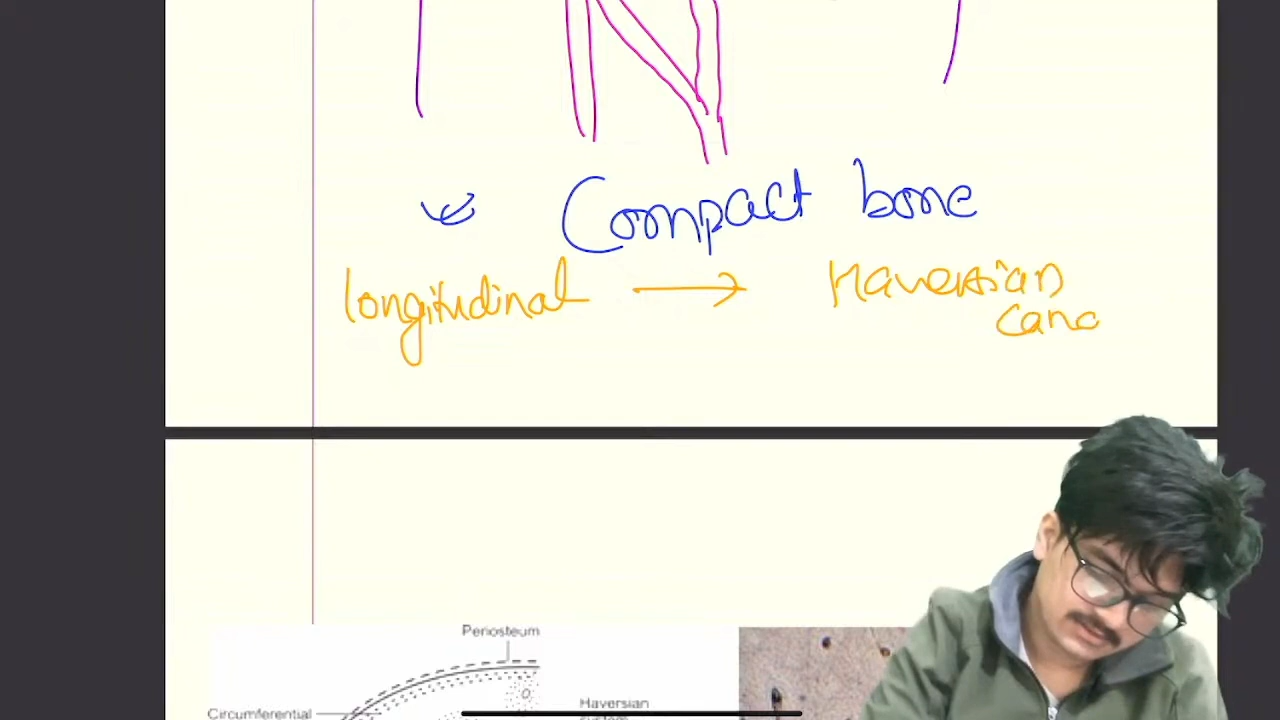 Compact bone
longitudinal → Haversian
cana
Periosteum
Haversian
Circumferential